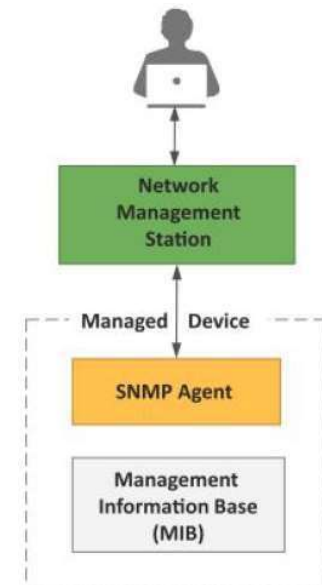 Network
Management
Station
Managed Device
SNMP Agent
Management
Information Base
(MIB)